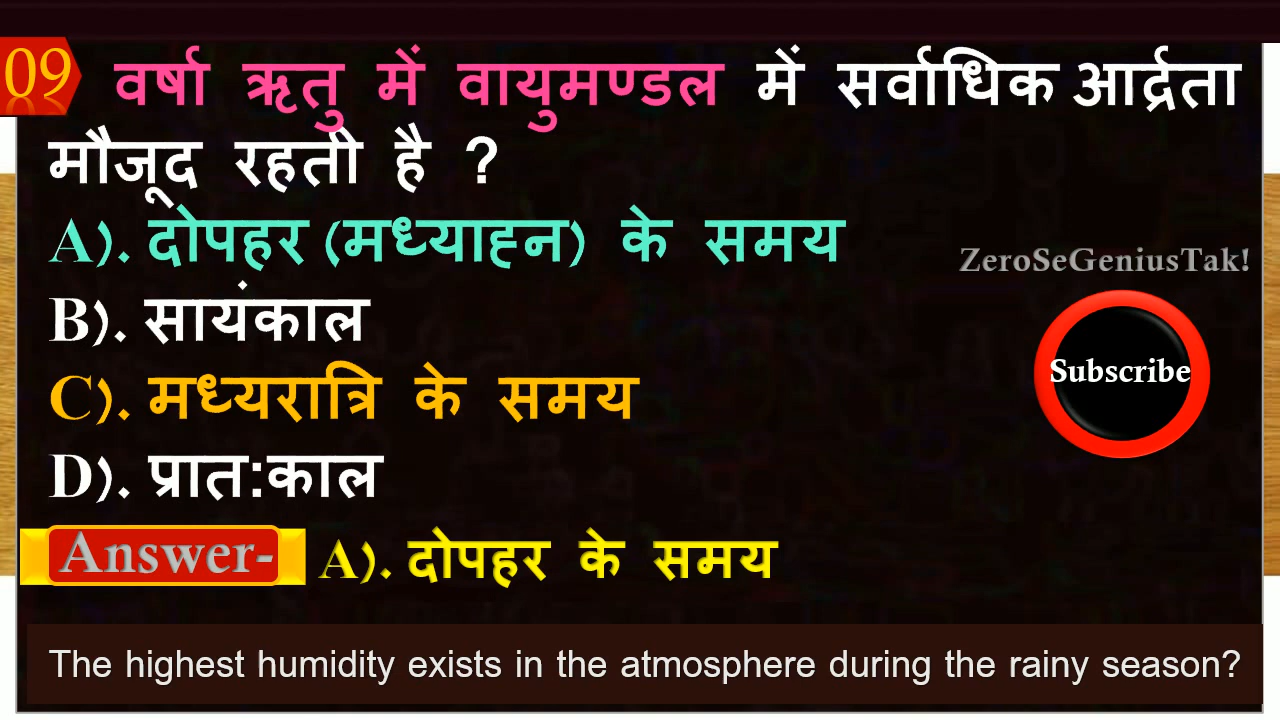 09 वर्षा ऋतु में वायुमण्डल में सर्वाधिक आर्द्रता
मौजूद रहती है ?
A). दोपहर (मध्याह्न) के समय
ZeroSeGeniusTak!
B). सायंकाल
Subscribe
C). मध्यरात्रि के समय
D). प्रात:काल
Answer- A). दोपहर के समय
The highest humidity exists in the atmosphere during the rainy season?